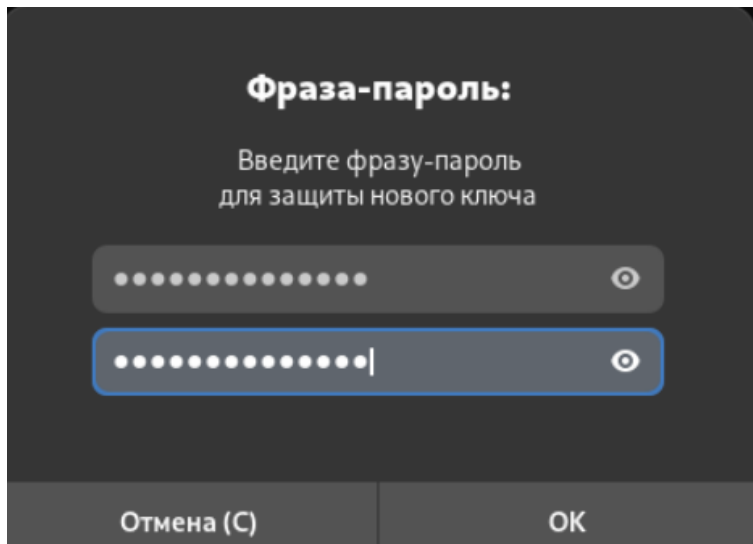 Фраза-пароль:
Введите фразу-пароль
для защиты нового ключа
●●●●●●●●●●●●●●
●●●●●●●●●●●●●●
Отмена (C)
OK